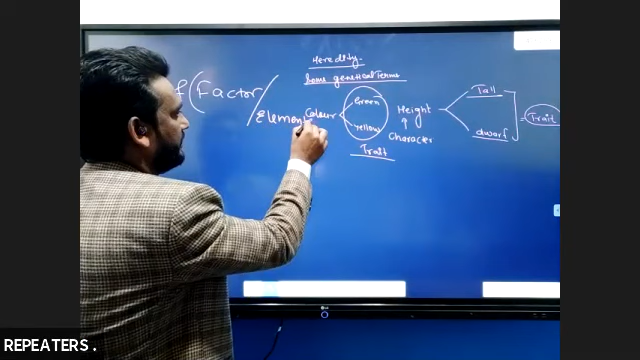 Heredity.
Some genetical Terms
f (Factor /
Element
Colour
Green
Yellow
Trait
Height
Character
Tall
dwarf
= Trait
REPEATERS.